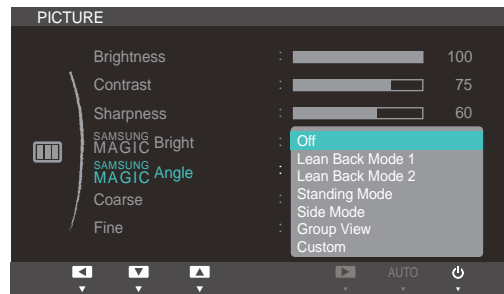 PICTURE
Brightness : 100
Contrast : 75
Sharpness : 60
SAMSUNG MAGIC Bright :
SAMSUNG MAGIC Angle :
Coarse :
Fine :
Off
Lean Back Mode 1
Lean Back Mode 2
Standing Mode
Side Mode
Group View
Custom
AUTO